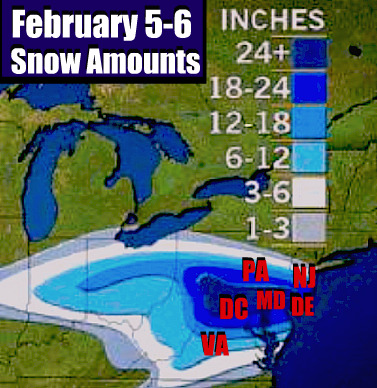 February 5-6
Snow Amounts
INCHES
24+
18-24
12-18
6-12
3-6
1-3
PA
NJ
DC
MD
DE
VA